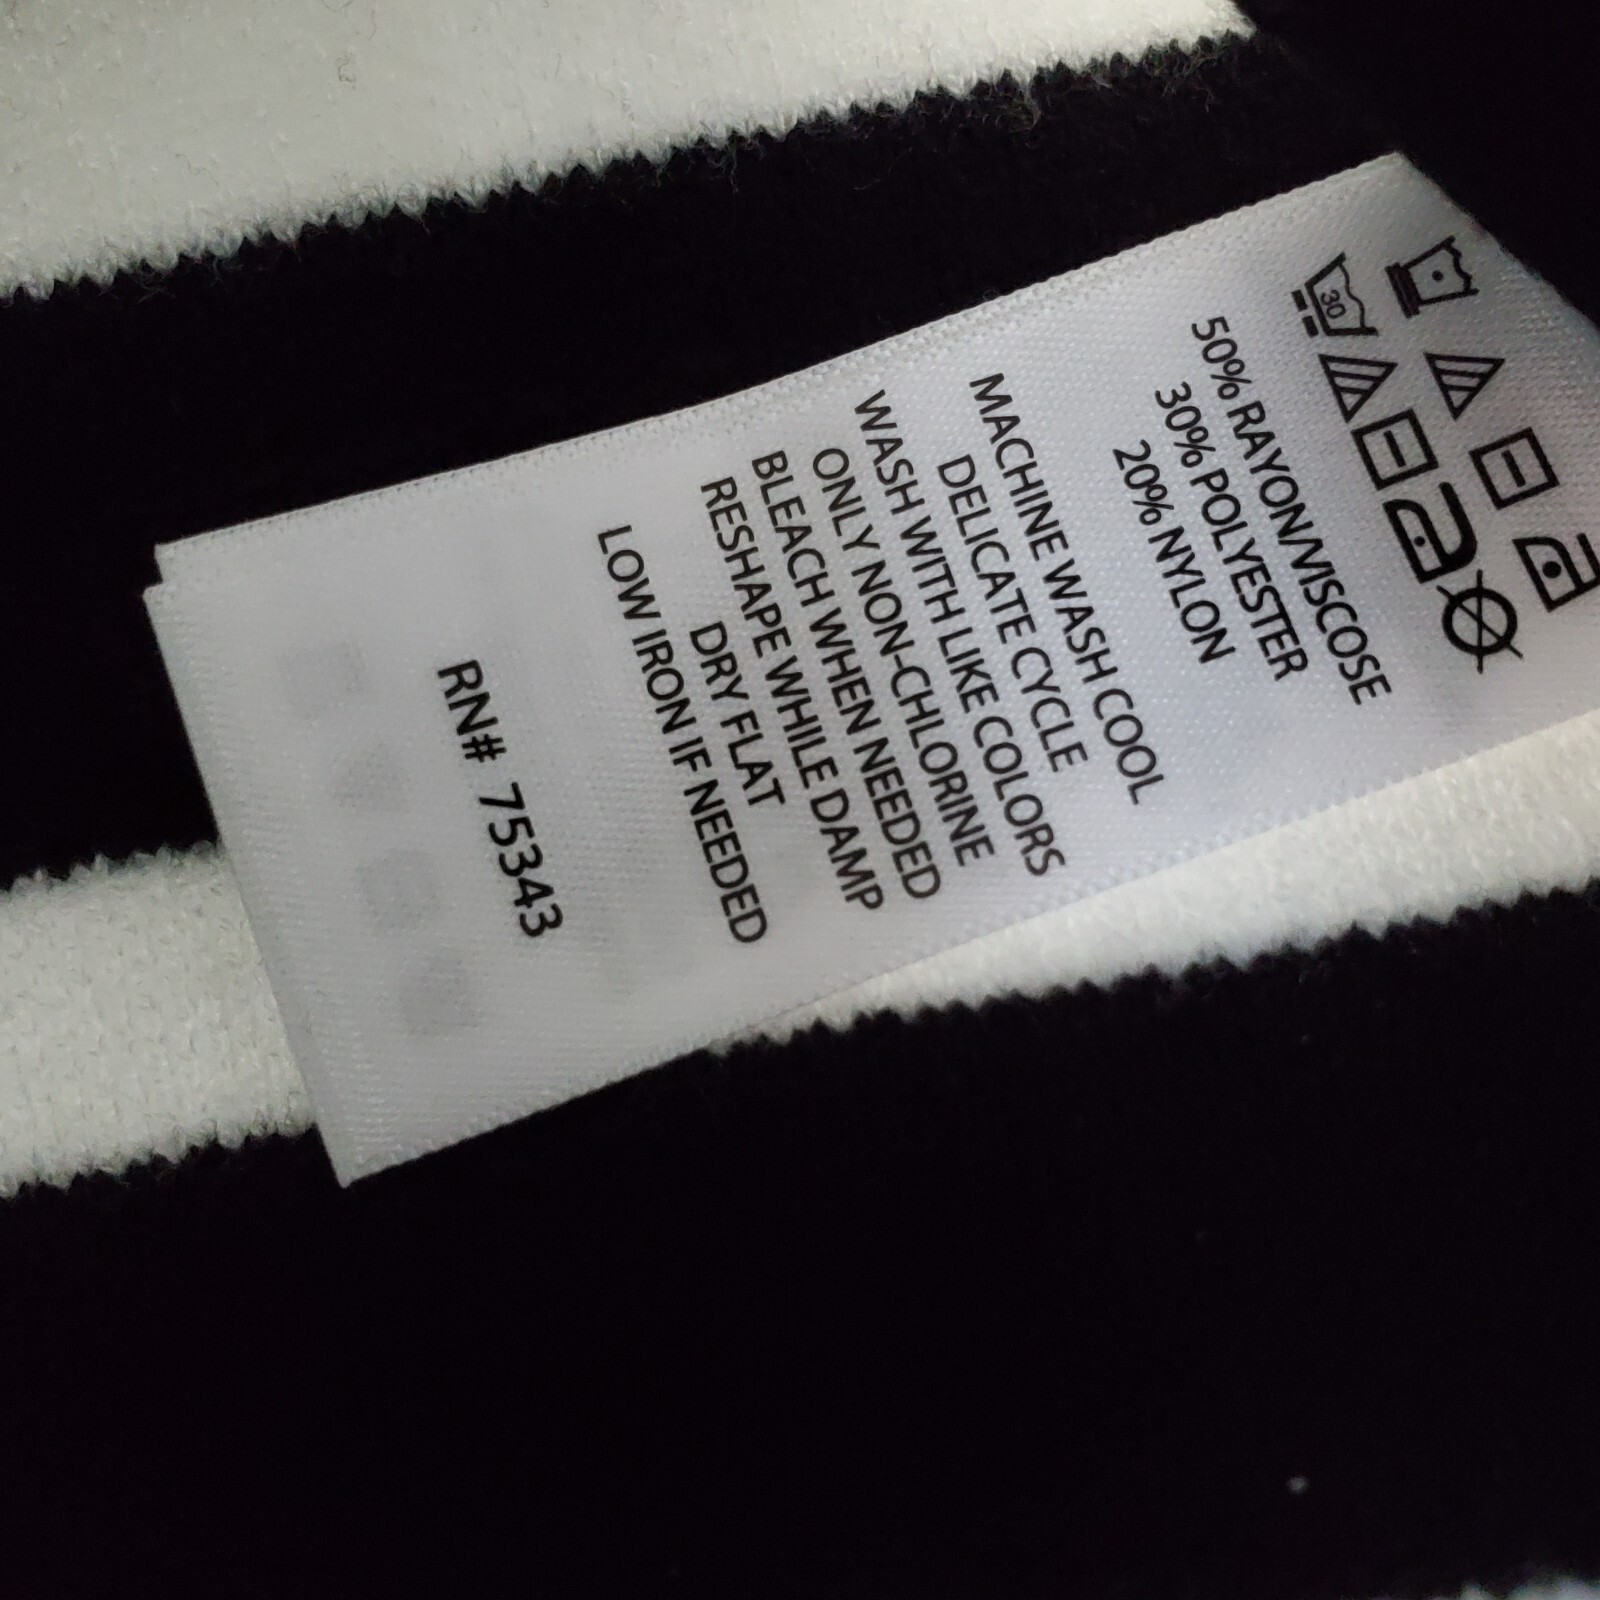 30
50% RAYON/VISCOSE
30% POLYESTER
20% NYLON
MACHINE WASH COOL
DELICATE CYCLE
WASH WITH LIKE COLORS
ONLY NON-CHLORINE
BLEACH WHEN NEEDED
RESHAPE WHILE DAMP
DRY FLAT
LOW IRON IF NEEDED
RN# 75343